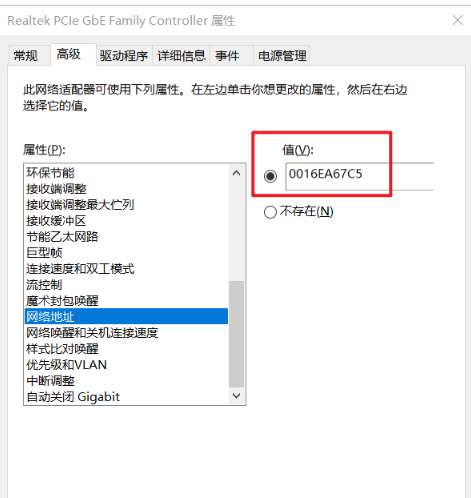 Realtek PCIe GbE Family Controller 属性
常规 高级 驱动程序 详细信息 事件 电源管理
此网络适配器可使用下列属性。在左边单击你想更改的属性，然后在右边
选择它的值。
属性(P):
值(V):
环保节能
接收端调整
接收端调整最大伫列
接收缓冲区
节能乙太网路
巨型帧
连接速度和双工模式
流控制
魔术封包唤醒
网络地址
网络唤醒和关机连接速度
样式比对唤醒
优先级和VLAN
中断调整
自动关闭 Gigabit
0016EA67C5
不存在(N)